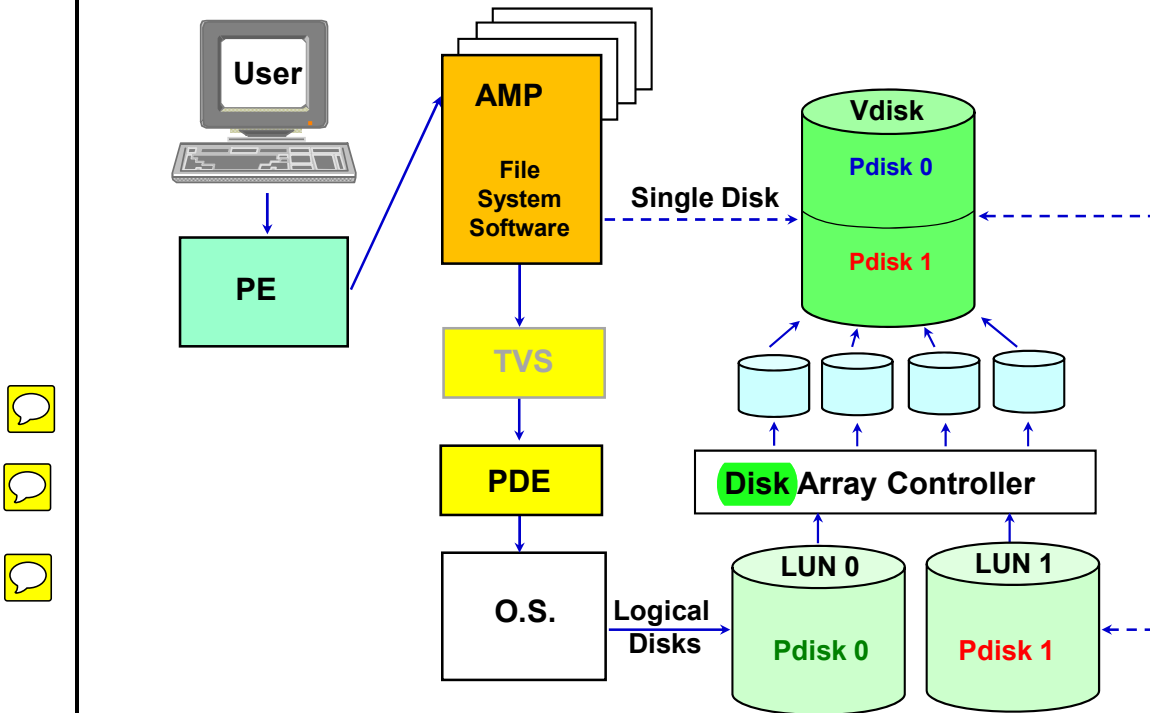 User
PE
AMP
File
System
Software
Single Disk
Vdisk
Pdisk 0
Pdisk 1
TVS
PDE
O.S.
Logical
Disks
Disk Array Controller
LUN 0
Pdisk 0
LUN 1
Pdisk 1